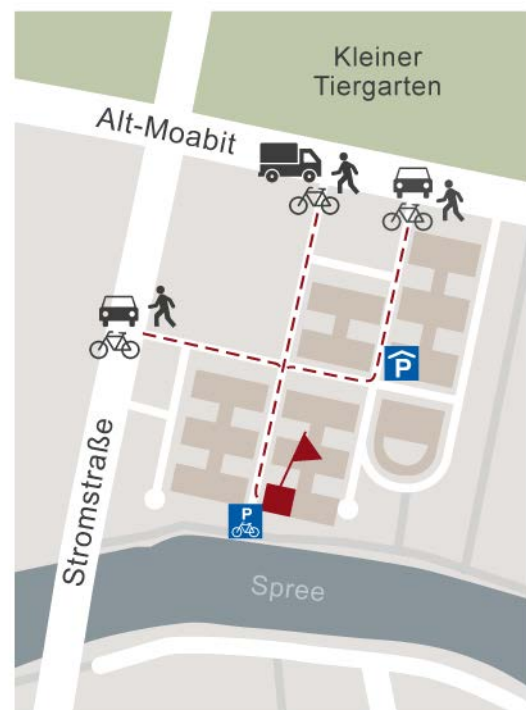 Kleiner
Tiergarten
Alt-Moabit
P
P
Stromstraße
Spree